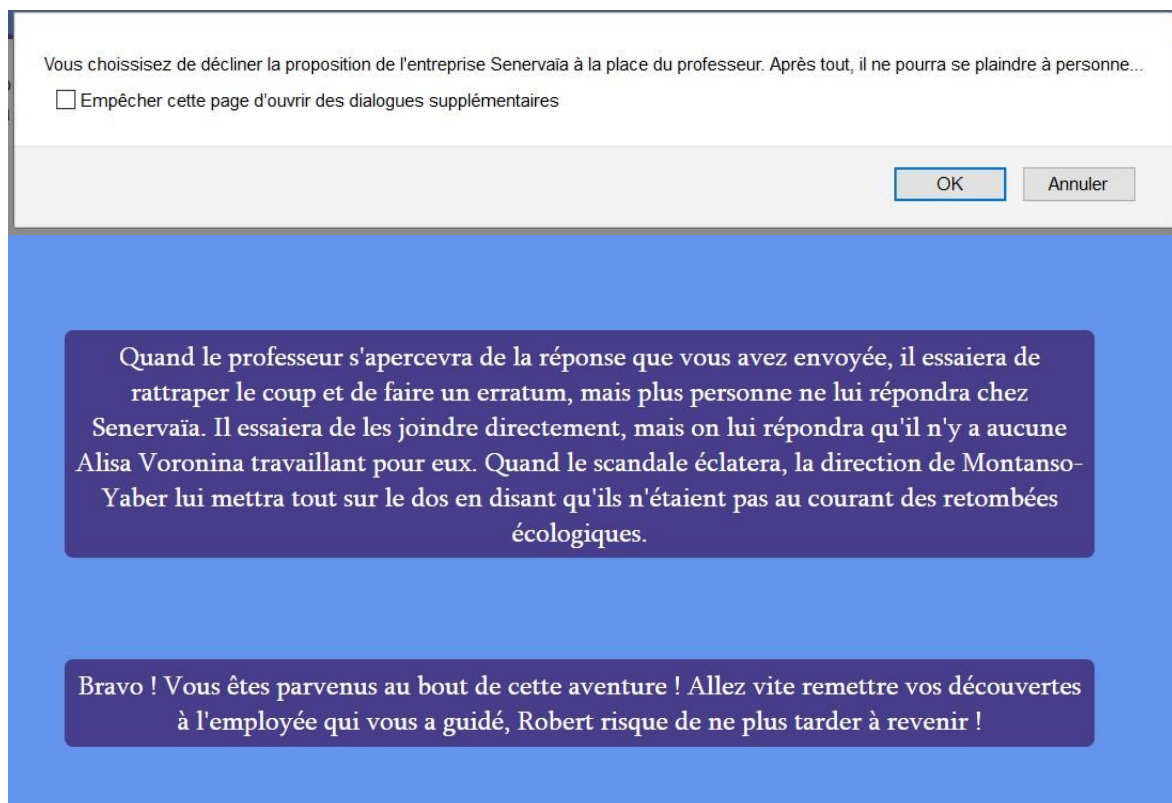 Vous choissisez de décliner la proposition de l'entreprise Senervaïa à la place du professeur. Après tout, il ne pourra se plaindre à personne...
Empêcher cette page d'ouvrir des dialogues supplémentaires
OK Annuler
Quand le professeur s'apercevra de la réponse que vous avez envoyée, il essaiera de
rattraper le coup et de faire un erratum, mais plus personne ne lui répondra chez
Senervaïa. Il essaiera de les joindre directement, mais on lui répondra qu'il n'y a aucune
Alisa Voronina travaillant pour eux. Quand le scandale éclatera, la direction de Montanso-
Yaber lui mettra tout sur le dos en disant qu'ils n'étaient pas au courant des retombées
écologiques.
Bravo ! Vous êtes parvenus au bout de cette aventure ! Allez vite remettre vos découvertes
à l'employée qui vous a guidé, Robert risque de ne plus tarder à revenir !